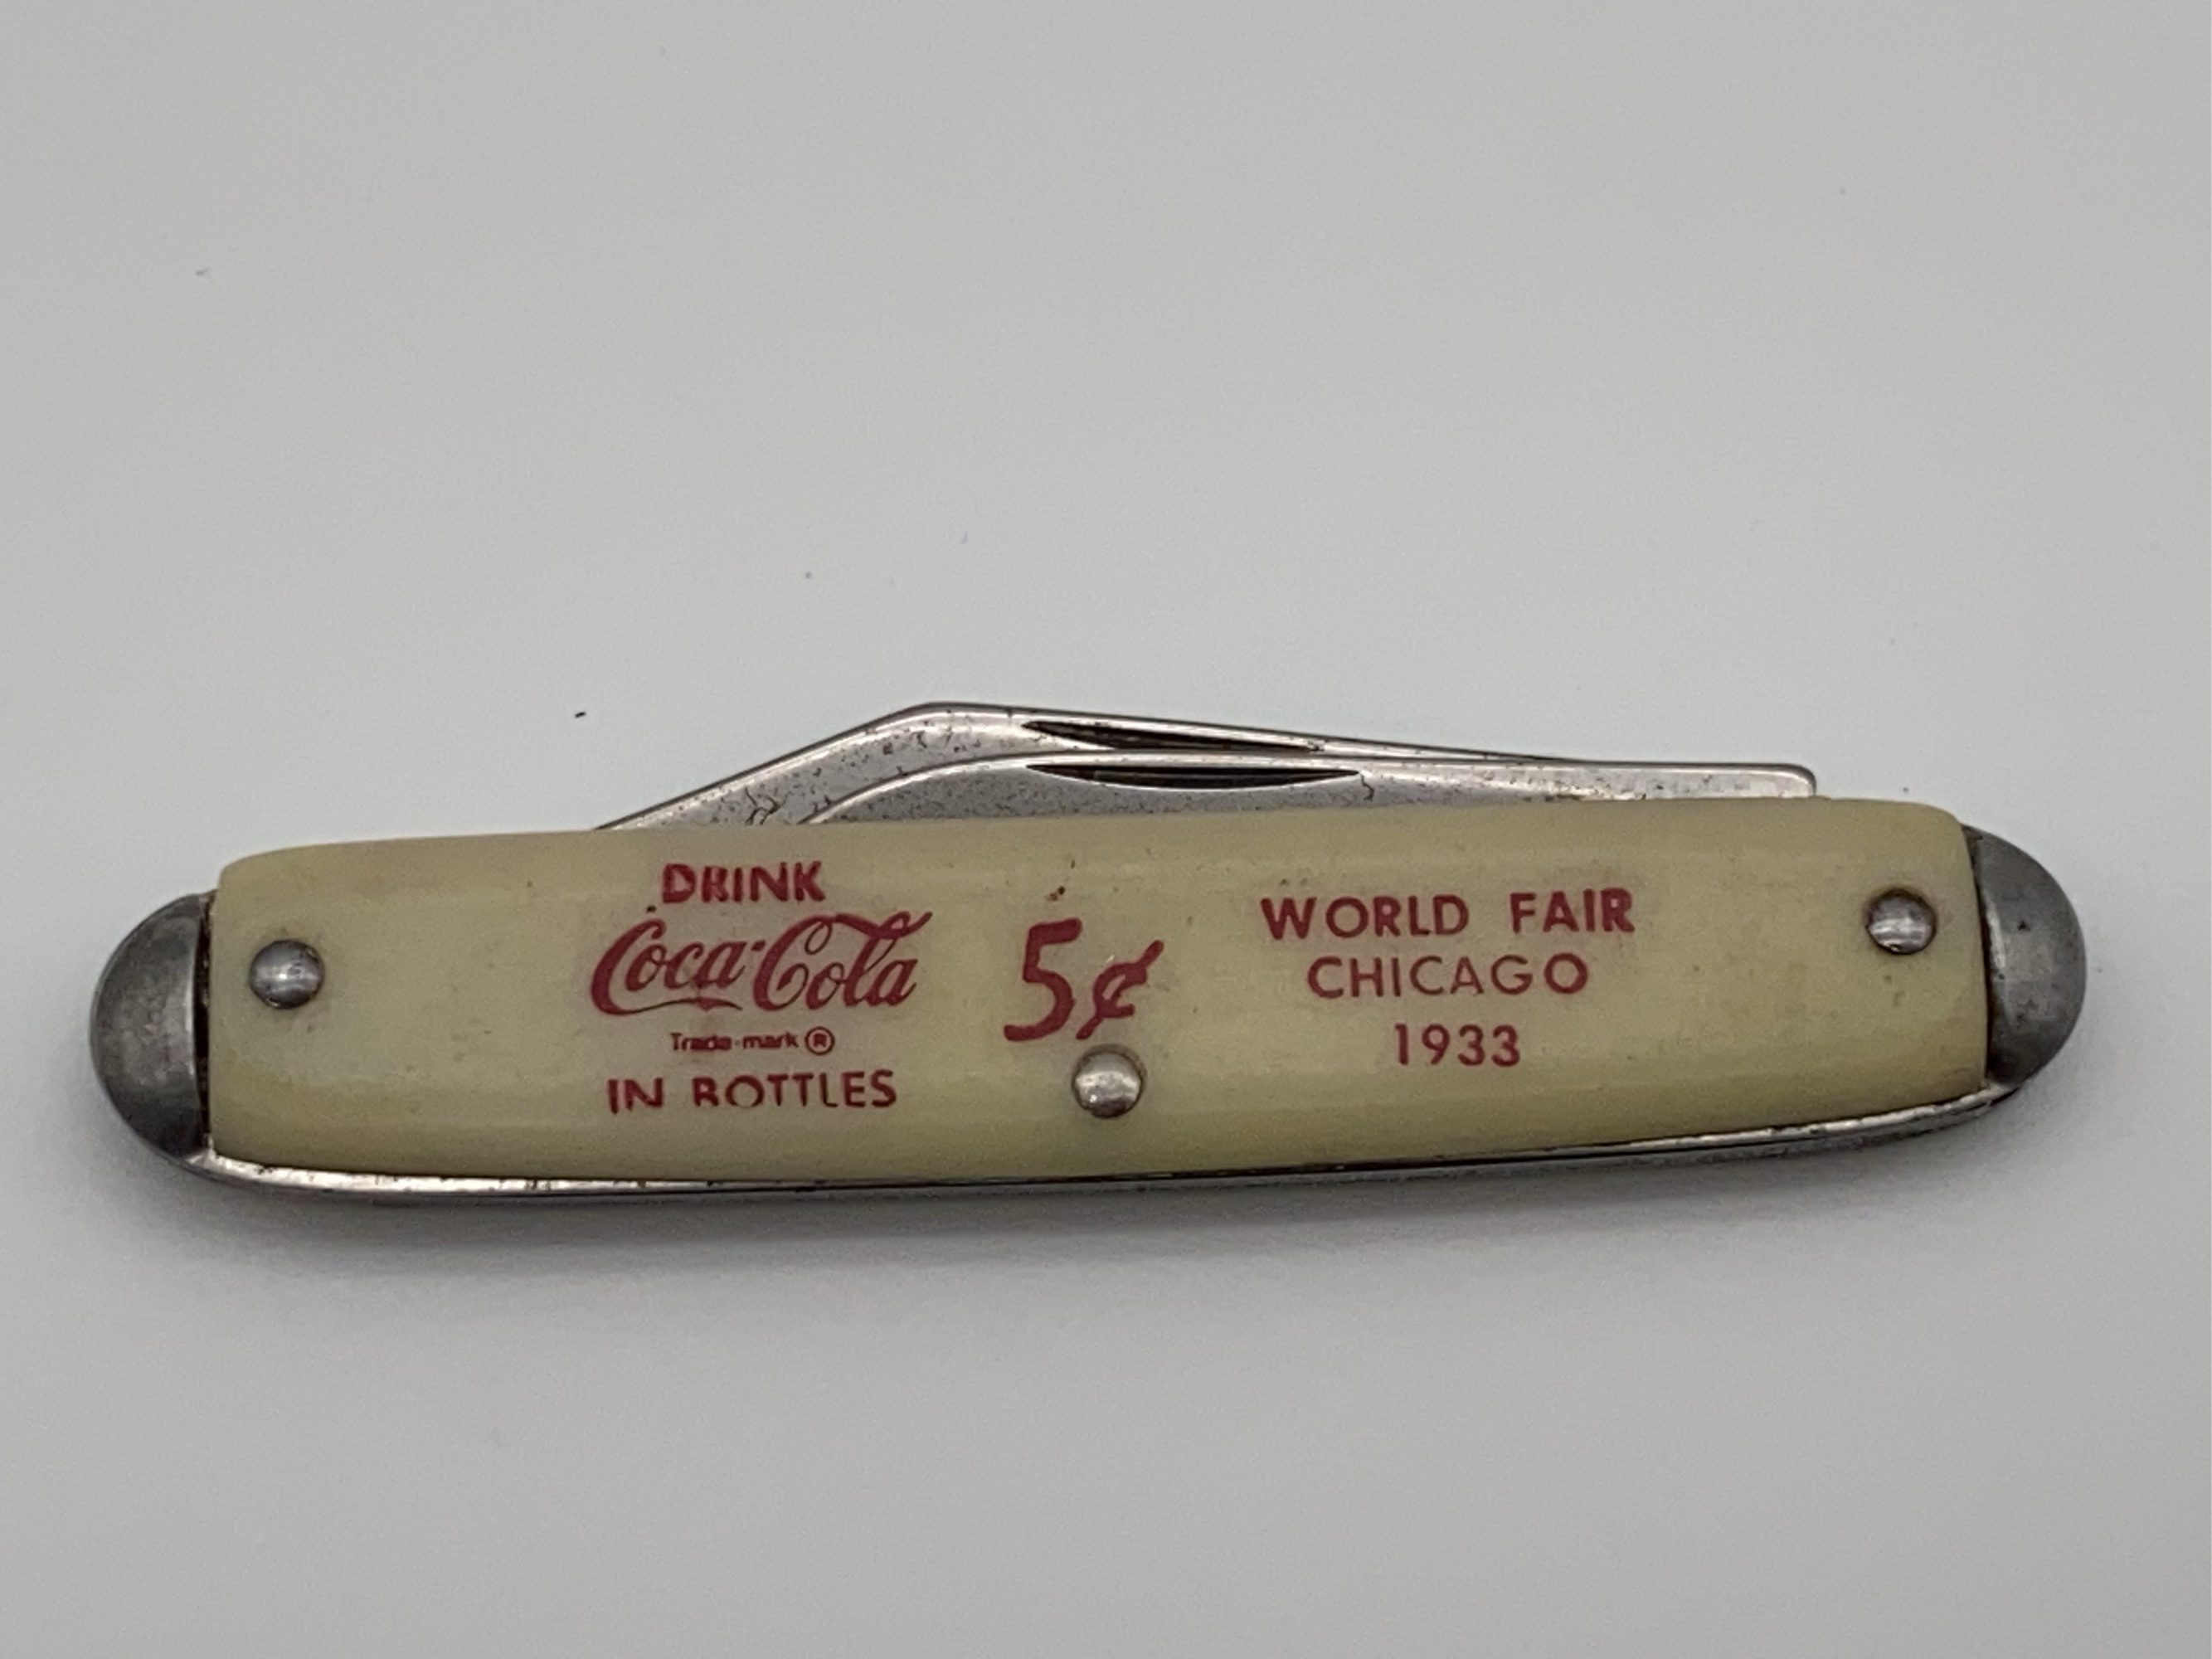 DRINK
Coca-Cola
Trade-mark ®
IN BOTTLES
5¢
WORLD FAIR
CHICAGO
1933